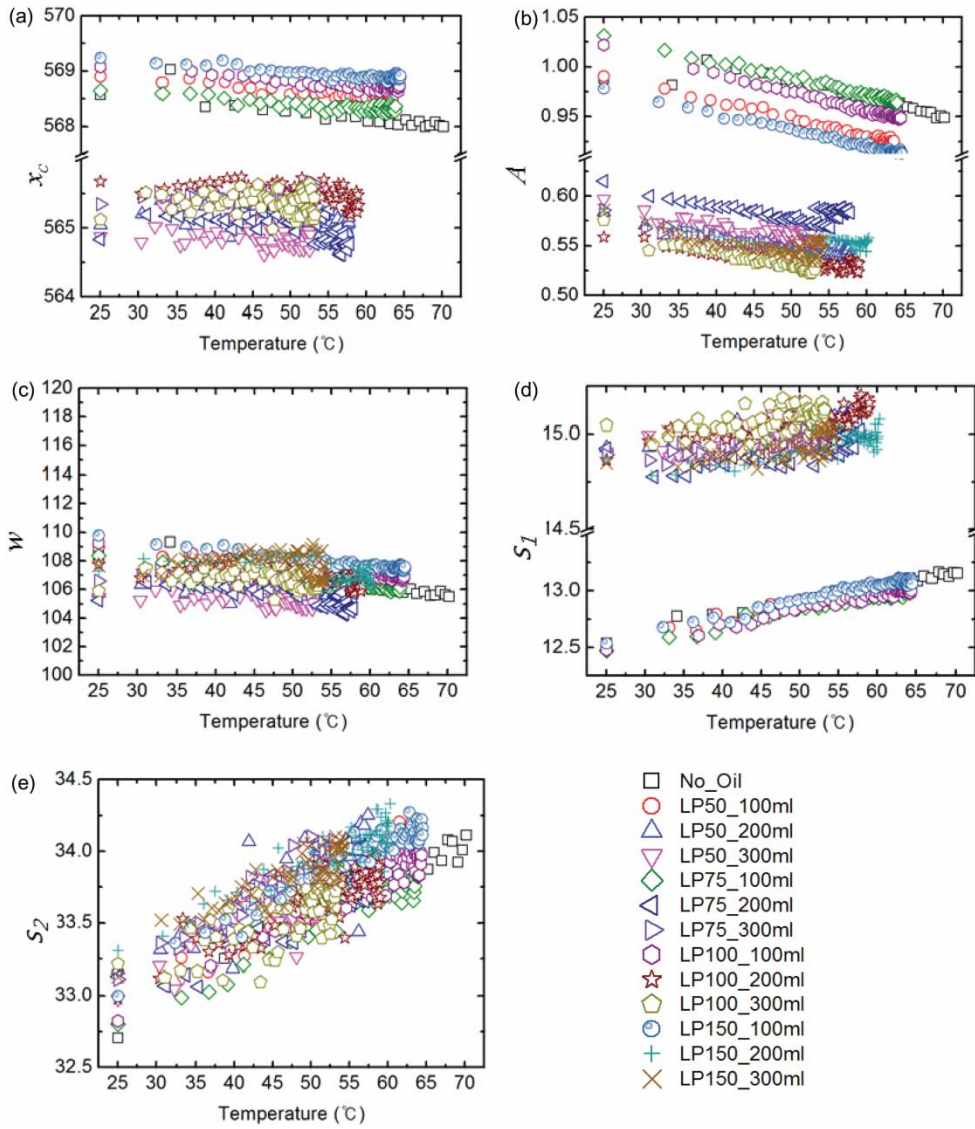 (a)
570
569
568
565
564
x_c
25 30 35 40 45 50 55 60 65 70
Temperature (℃)
(b)
1.05
1.00
0.95
0.60
0.55
0.50
A
25 30 35 40 45 50 55 60 65 70
Temperature (℃)
(c)
120
118
116
114
112
110
108
106
104
102
100
w
25 30 35 40 45 50 55 60 65 70
Temperature (℃)
(d)
15.0
14.5
13.0
12.5
s_1
25 30 35 40 45 50 55 60 65 70
Temperature (℃)
(e)
34.5
34.0
33.5
33.0
32.5
s_2
25 30 35 40 45 50 55 60 65 70
Temperature (℃)
No_Oil
LP50_100ml
LP50_200ml
LP50_300ml
LP75_100ml
LP75_200ml
LP75_300ml
LP100_100ml
LP100_200ml
LP100_300ml
LP150_100ml
LP150_200ml
LP150_300ml